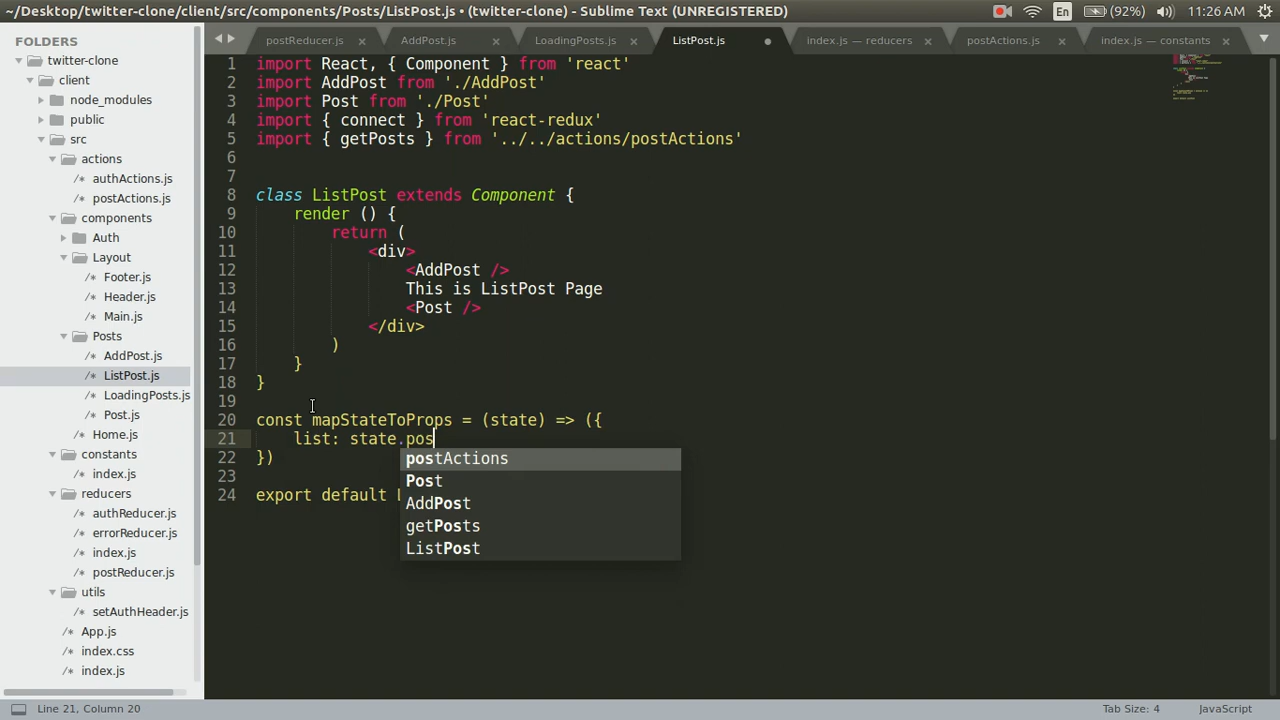 ~/Desktop/twitter-clone/client/src/components/Posts/ListPost.js • (twitter-clone) - Sublime Text (UNREGISTERED)
En (92%) 11:26 AM
FOLDERS
twitter-clone
client
node_modules
public
src
actions
/* authActions.js
/* postActions.js
components
Auth
Layout
/* Footer.js
/* Header.js
/* Main.js
Posts
/* AddPost.js
/* ListPost.js
/* LoadingPosts.js
/* Post.js
/* Home.js
constants
/* index.js
reducers
/* authReducer.js
/* errorReducer.js
/* index.js
/* postReducer.js
utils
/* setAuthHeader.js
/* App.js
/* index.css
/* index.js
postReducer.js × AddPost.js × LoadingPosts.js × ListPost.js ● index.js — reducers × postActions.js × index.js — constants ×
1 import React, { Component } from 'react'
2 import AddPost from './AddPost'
3 import Post from './Post'
4 import { connect } from 'react-redux'
5 import { getPosts } from '../../actions/postActions'
6
7
8 class ListPost extends Component {
9 render () {
10 return (
11 <div>
12 <AddPost />
13 This is ListPost Page
14 <Post />
15 </div>
16 )
17 }
18 }
19
20 const mapStateToProps = (state) => ({
21 list: state.pos
22 })
23
24 export default
postActions
Post
AddPost
getPosts
ListPost
Line 21, Column 20
Tab Size: 4 JavaScript